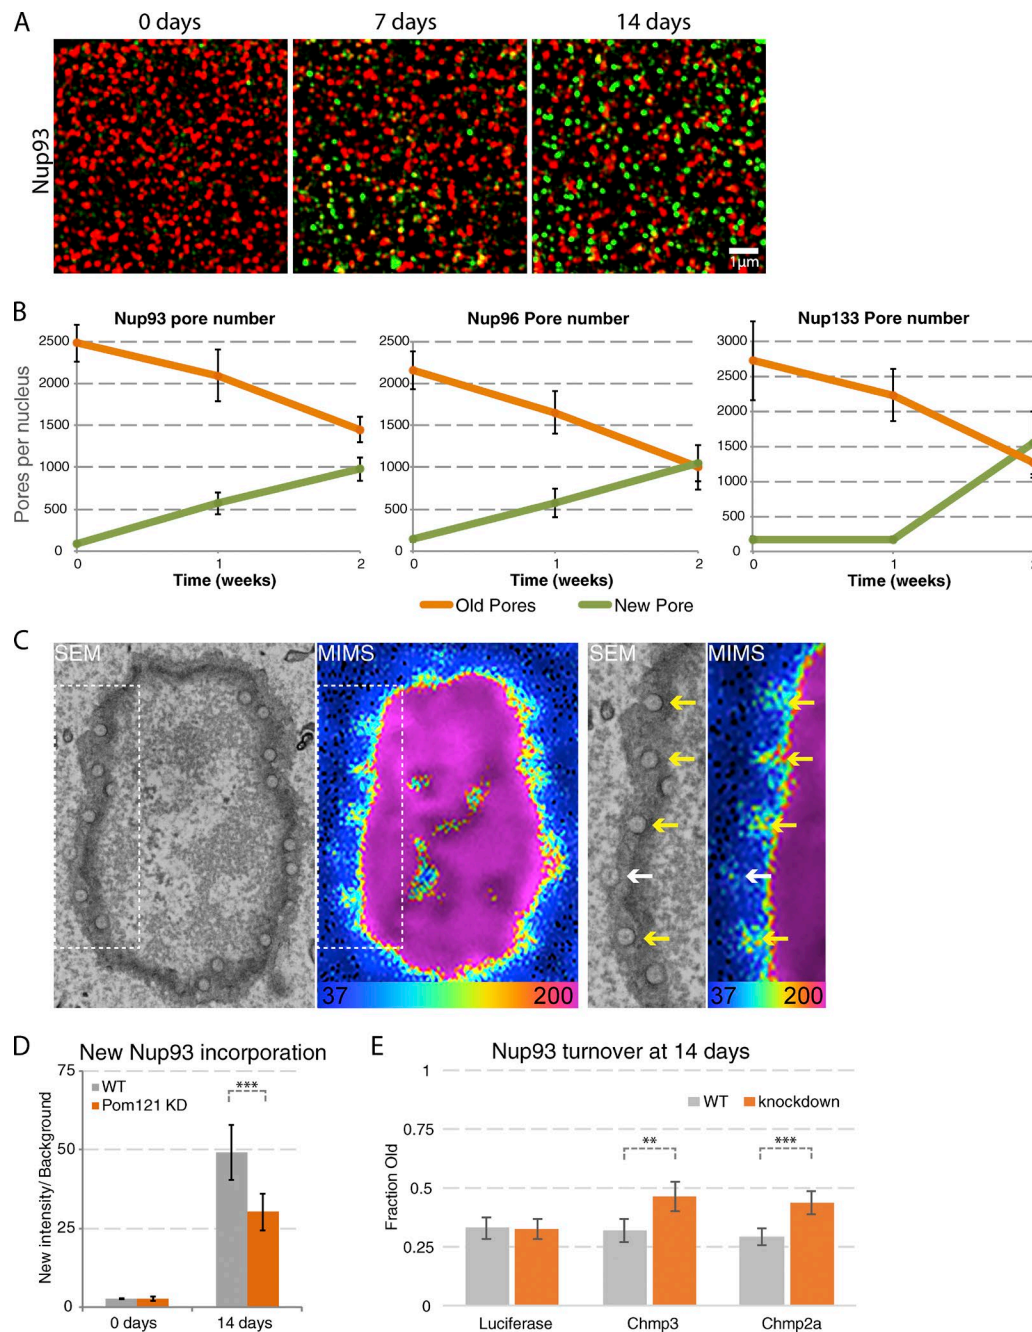 A
0 days
7 days
14 days
Nup93
1μm
B
Nup93 pore number
Nup96 Pore number
Nup133 Pore number
Pores per nucleus
2500
2000
1500
1000
500
0
0
1
2
Time (weeks)
2500
2000
1500
1000
500
0
0
1
2
Time (weeks)
3000
2500
2000
1500
1000
500
0
0
1
Time (weeks)
Old Pores
New Pore
C
SEM
MIMS
SEM
MIMS
37
200
37
200
D
New Nup93 incorporation
New intensity/ Background
75
50
25
0
WT
Pom121 KD
***
0 days
14 days
E
Nup93 turnover at 14 days
Fraction Old
1
0.75
0.5
0.25
0
WT
knockdown
**
***
Luciferase
Chmp3
Chmp2a